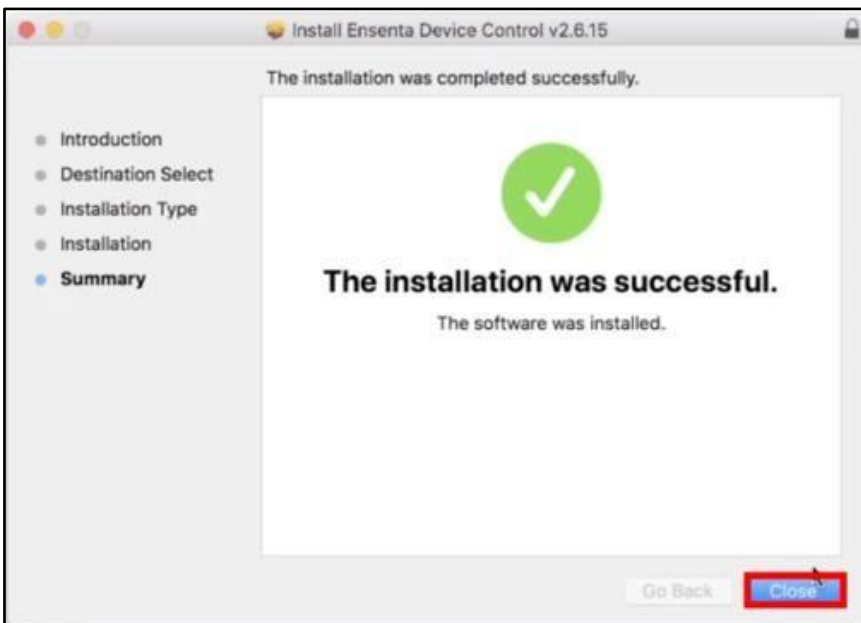 Install Ensenta Device Control v2.6.15
The installation was completed successfully.
Introduction
Destination Select
Installation Type
Installation
Summary
The installation was successful.
The software was installed.
Go Back
Close